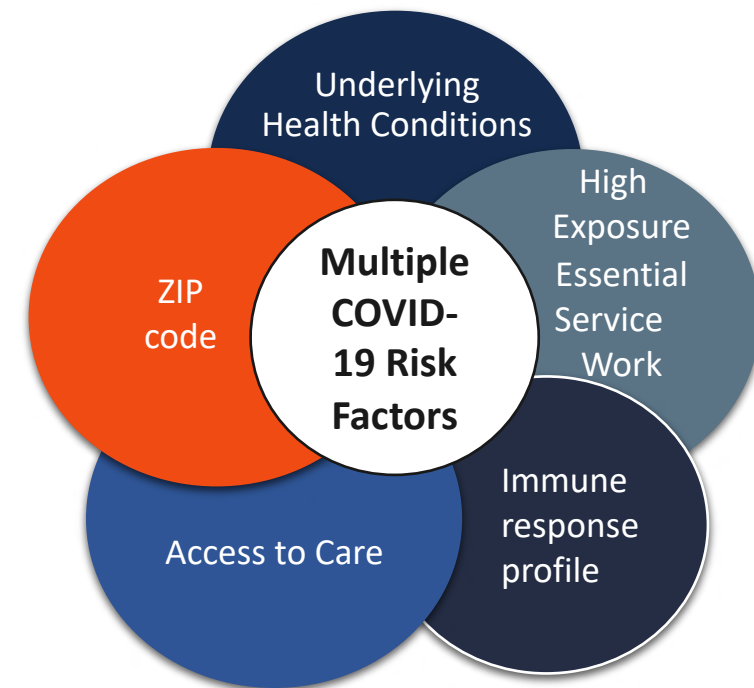 Underlying
Health Conditions
High
Exposure
Essential
Service
Work
ZIP
code
Multiple
COVID-
19 Risk
Factors
Immune
response
profile
Access to Care